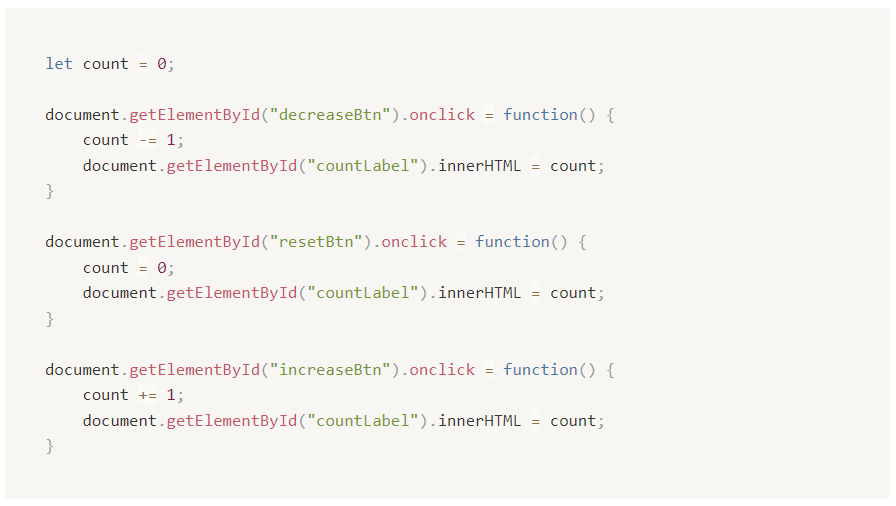 let count = 0;

document.getElementById("decreaseBtn").onclick = function() {
    count -= 1;
    document.getElementById("countLabel").innerHTML = count;
}

document.getElementById("resetBtn").onclick = function() {
    count = 0;
    document.getElementById("countLabel").innerHTML = count;
}

document.getElementById("increaseBtn").onclick = function() {
    count += 1;
    document.getElementById("countLabel").innerHTML = count;
}